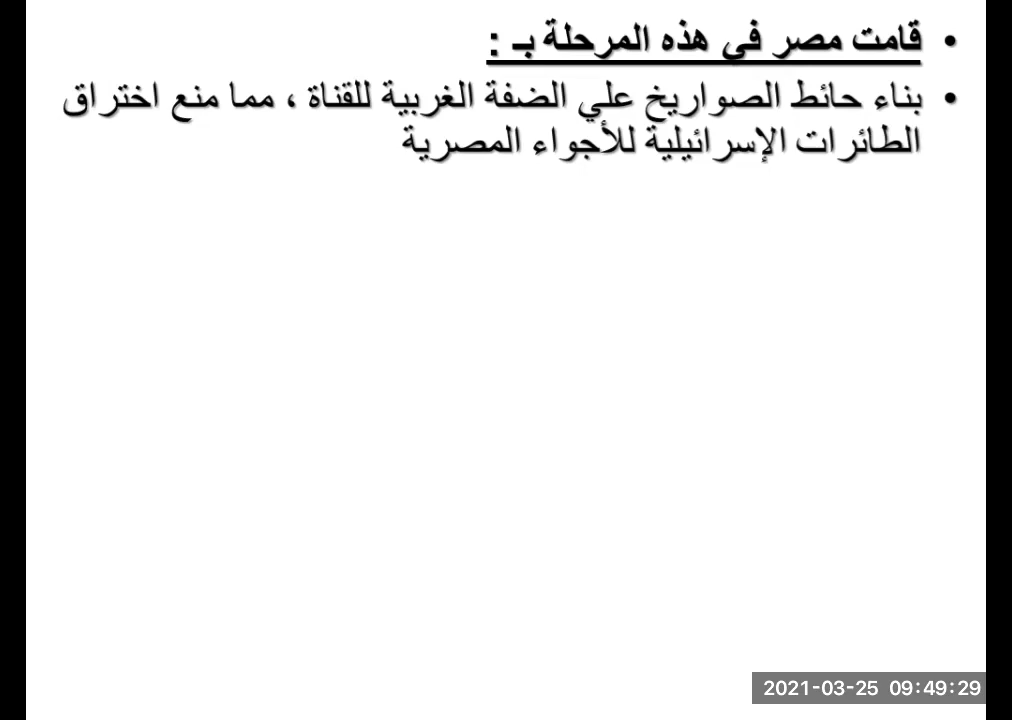 • قامت مصر في هذه المرحلة بـ :
• بناء حائط الصواريخ علي الضفة الغربية للقناة ، مما منع اختراق
الطائرات الإسرائيلية للأجواء المصرية
2021-03-25 09:49:29